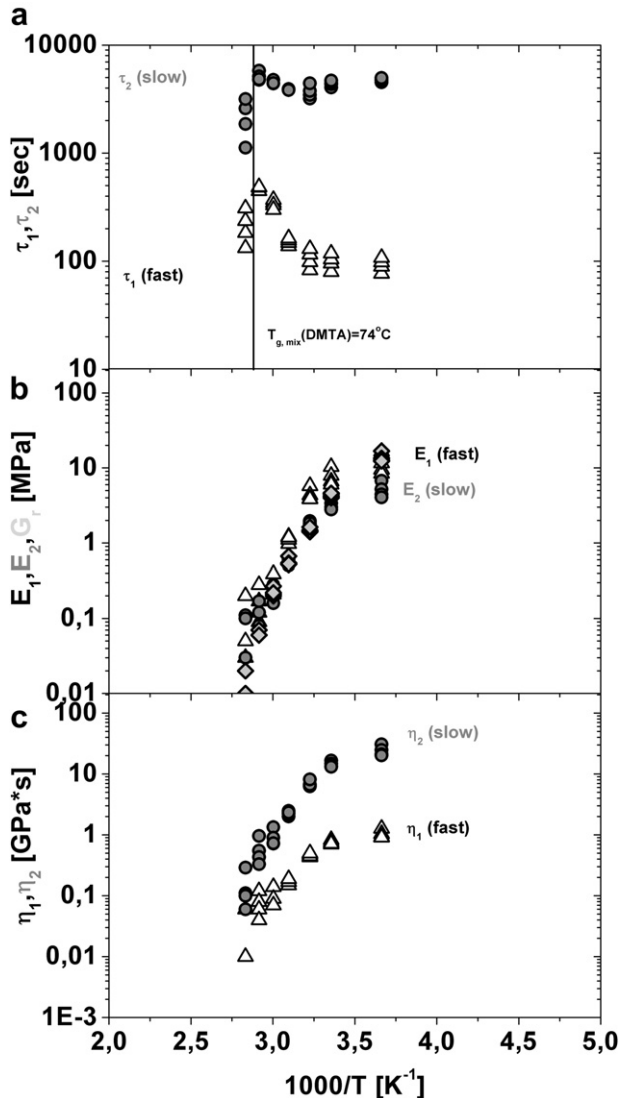 a
10000
τ₂ (slow)
1000
τ₁,τ₂ [sec]
100
τ₁ (fast)
T_g, mix(DMTA)=74°C
10
b
100
10
E₁ (fast)
E₂ (slow)
E₁,E₂,G_r [MPa]
1
0,1
0,01
c
100
η₂ (slow)
10
1
η₁ (fast)
η₁,η₂ [GPa*s]
0,1
0,01
1E-3
2,0 2,5 3,0 3,5 4,0 4,5 5,0
1000/T [K⁻¹]